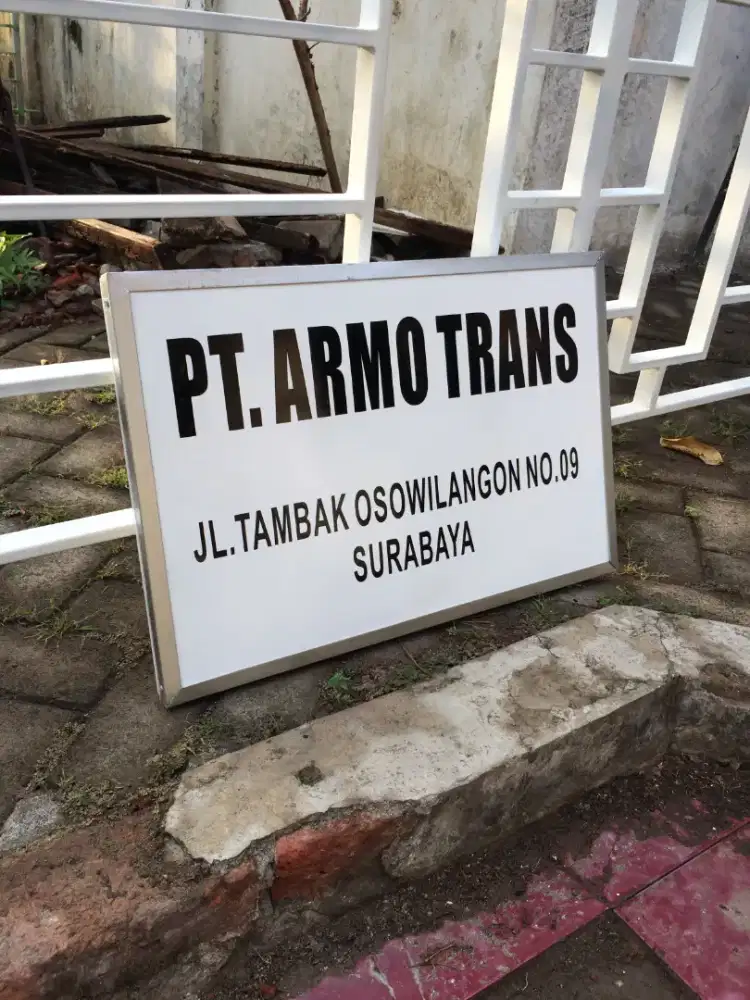 PT. ARMO TRANS
JL.TAMBAK OSOWILANGON NO.09
SURABAYA